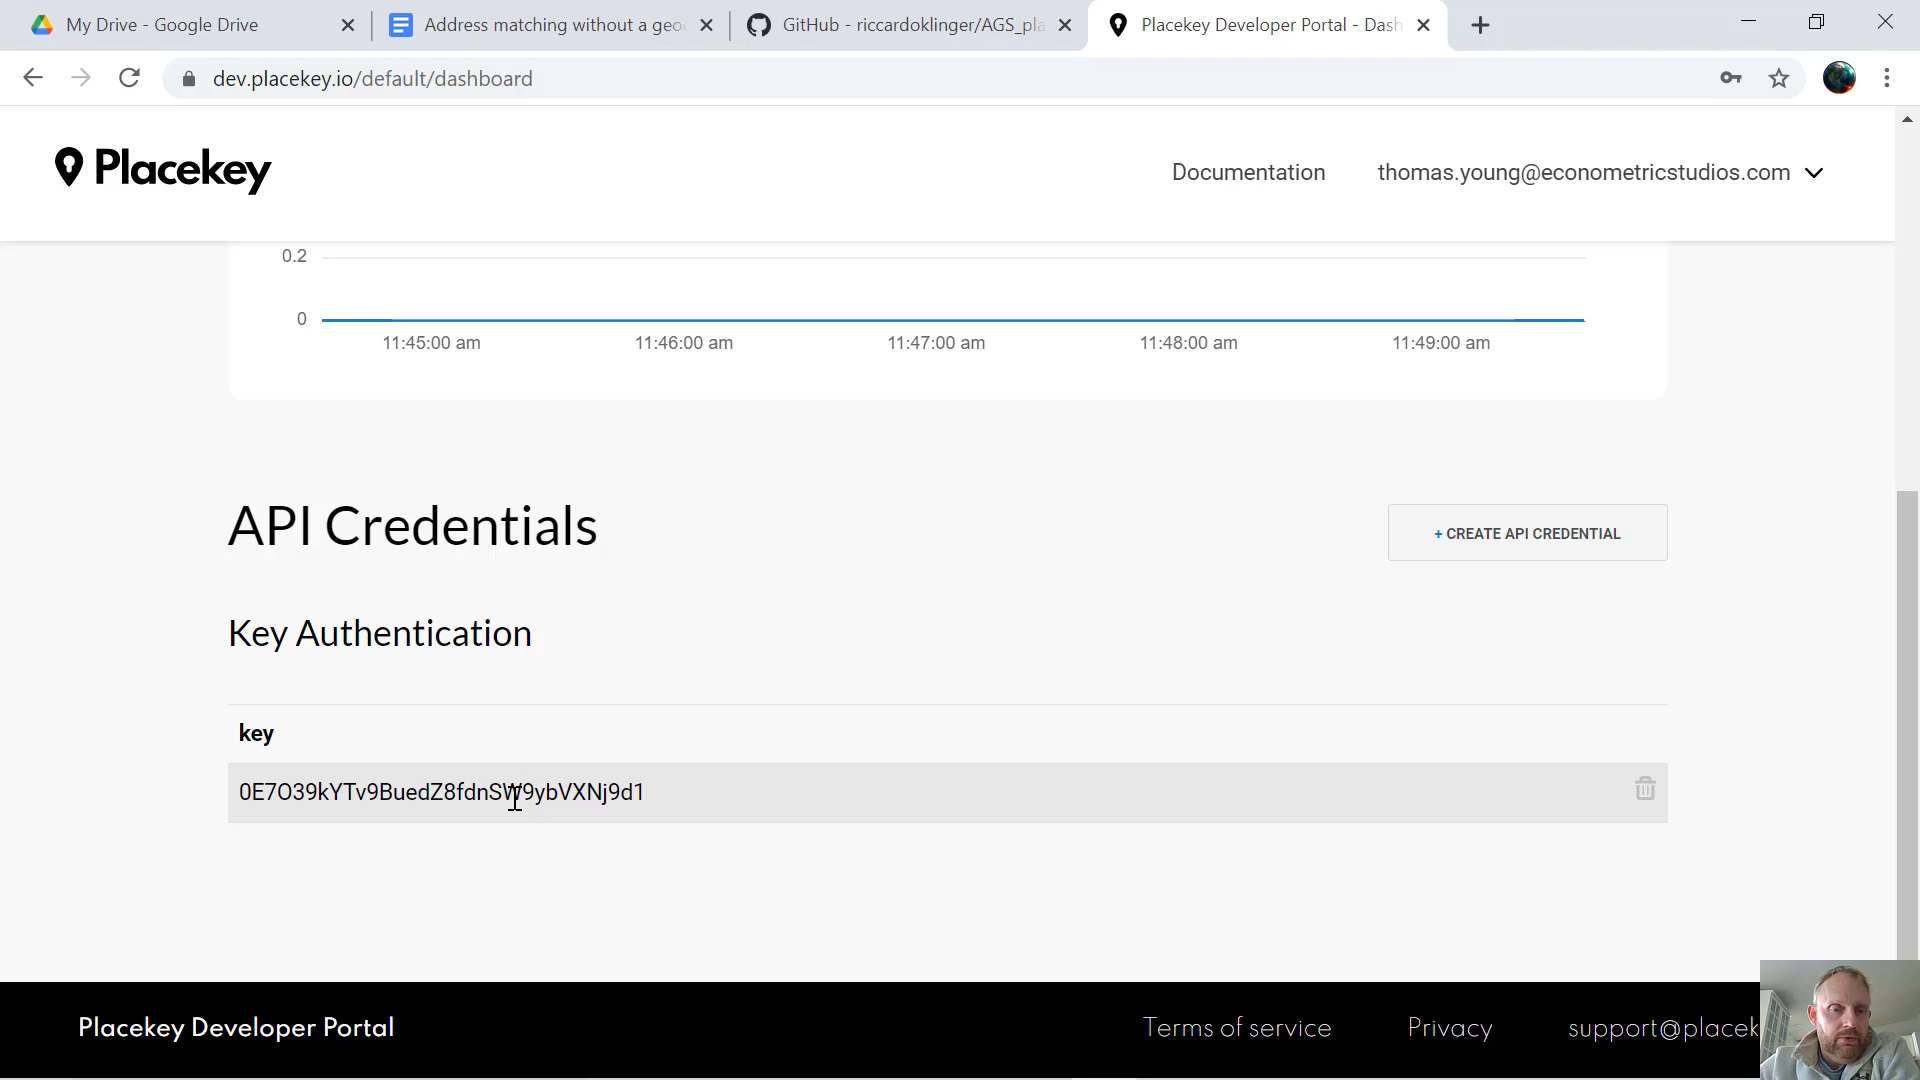 My Drive - Google Drive
Address matching without a geo
GitHub - riccardoklinger/AGS_pla
Placekey Developer Portal - Dash
dev.placekey.io/default/dashboard
Placekey
Documentation
thomas.young@econometricstudios.com
0.2
0
11:45:00 am
11:46:00 am
11:47:00 am
11:48:00 am
11:49:00 am
API Credentials
+ CREATE API CREDENTIAL
Key Authentication
key
0E7O39kYTv9BuedZ8fdnSW9ybVXNj9d1
Placekey Developer Portal
Terms of service
Privacy
support@placek